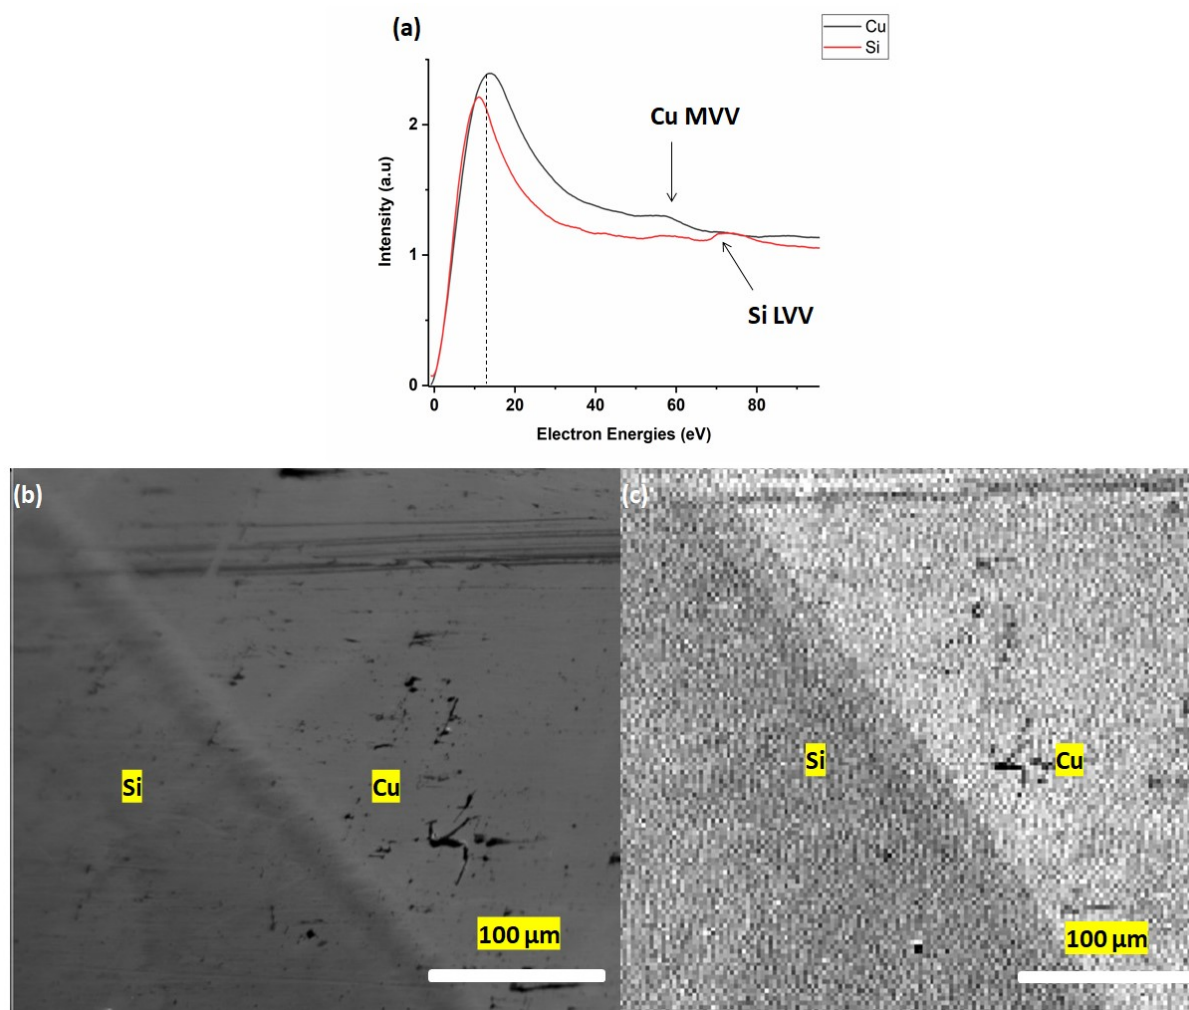 (a)
Cu
Si
Cu MVV
Si LVV
Intensity (a.u)
2
1
0
0 20 40 60 80
Electron Energies (eV)
(b)
Si
Cu
100 µm
(c)
Si
Cu
100 µm